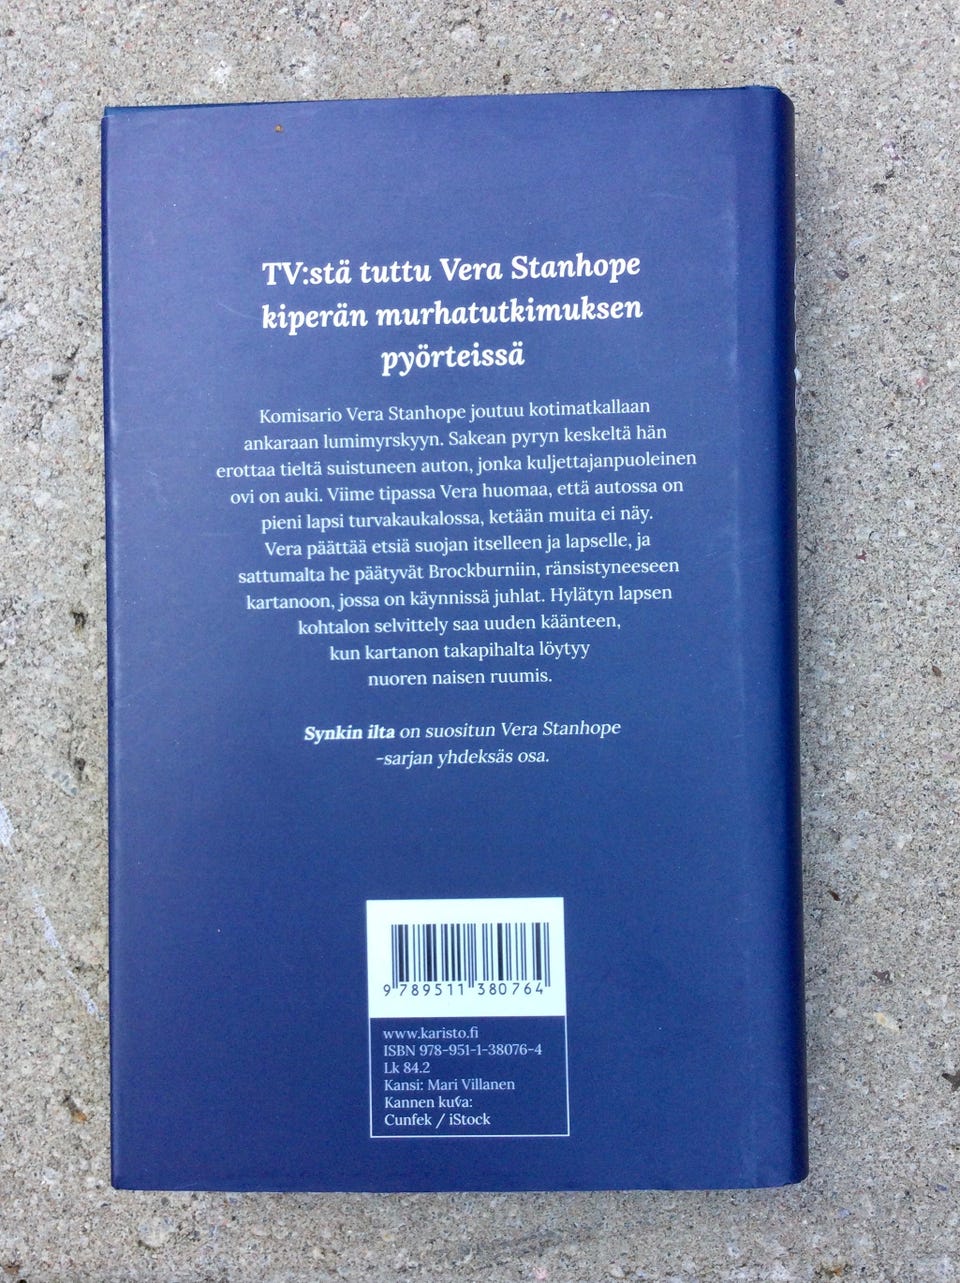 TV:stä tuttu Vera Stanhope
kiperän murhatutkimuksen
pyörteissä
Komisario Vera Stanhope joutuu kotimatkallaan
ankaraan lumimyrskyyn. Sakean pyryn keskeltä hän
erottaa tieltä suistuneen auton, jonka kuljettajanpuoleinen
ovi on auki. Viime tipassa Vera huomaa, että autossa on
pieni lapsi turvakaukalossa, ketään muita ei näy.
Vera päättää etsiä suojan itselleen ja lapselle, ja
sattumalta he päätyvät Brockburniin, ränsistyneeseen
kartanoon, jossa on käynnissä juhlat. Hylätyn lapsen
kohtalon selvittely saa uuden käänteen,
kun kartanon takapihalta löytyy
nuoren naisen ruumis.
Synkin ilta on suositun Vera Stanhope
-sarjan yhdeksäs osa.
9 789511 380764
www.karisto.fi
ISBN 978-951-1-38076-4
Lk 84.2
Kansi: Mari Villanen
Kannen kuva:
Cunfek / iStock